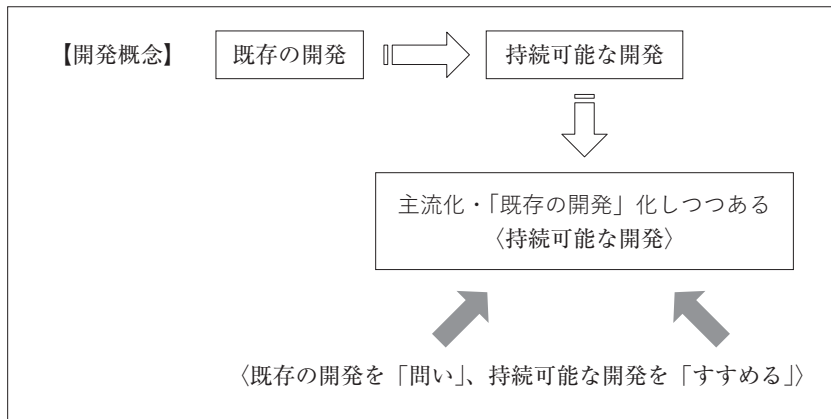 【開発概念】 既存の開発 持続可能な開発
主流化・「既存の開発」化しつつある
〈持続可能な開発〉
〈既存の開発を「問い」、持続可能な開発を「すすめる」〉